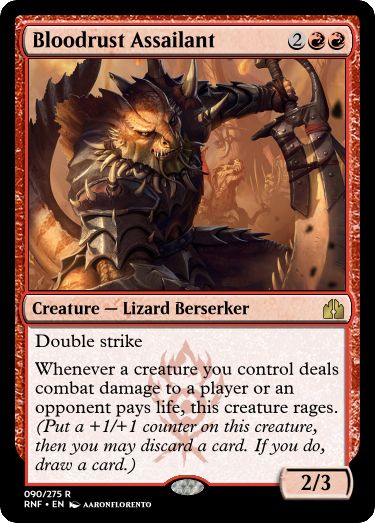 Bloodrust Assailant 2
Creature — Lizard Berserker
Double strike
Whenever a creature you control deals
combat damage to a player or an
opponent pays life, this creature rages.
(Put a +1/+1 counter on this creature,
then you may discard a card. If you do,
draw a card.)
2/3
090/275 R
RNF • EN AARONFLORENTO